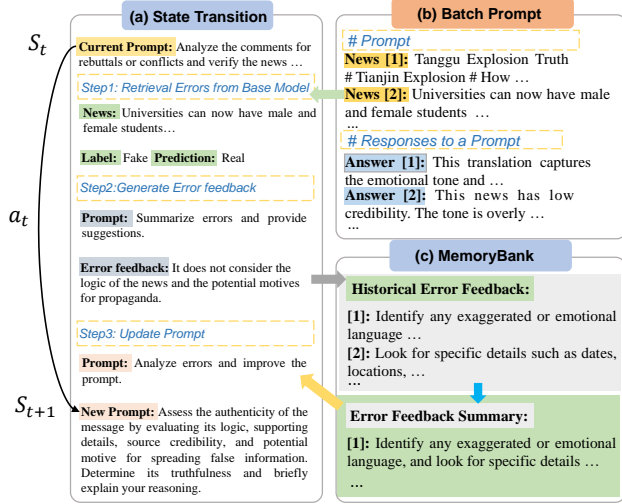 (a) State Transition
S_t
Current Prompt: Analyze the comments for
rebuttals or conflicts and verify the news …
Step1: Retrieval Errors from Base Model
News: Universities can now have male and
female students…
Label: Fake Prediction: Real
Step2:Generate Error feedback
a_t
Prompt: Summarize errors and provide
suggestions.
Error feedback: It does not consider the
logic of the news and the potential motives
for propaganda.
Step3: Update Prompt
Prompt: Analyze errors and improve the
prompt.
S_{t+1}
New Prompt: Assess the authenticity of the
message by evaluating its logic, supporting
details, source credibility, and potential
motive for spreading false information.
Determine its truthfulness and briefly
explain your reasoning.
(b) Batch Prompt
# Prompt
News [1]: Tanggu Explosion Truth
# Tianjin Explosion # How …
News [2]: Universities can now have male
and female students …
...
# Responses to a Prompt
Answer [1]: This translation captures
the emotional tone and …
Answer [2]: This news has low
credibility. The tone is overly …
...
(c) MemoryBank
Historical Error Feedback:
[1]: Identify any exaggerated or emotional
language …
[2]: Look for specific details such as dates,
locations, …
...
Error Feedback Summary:
[1]: Identify any exaggerated or emotional
language, and look for specific details …
...